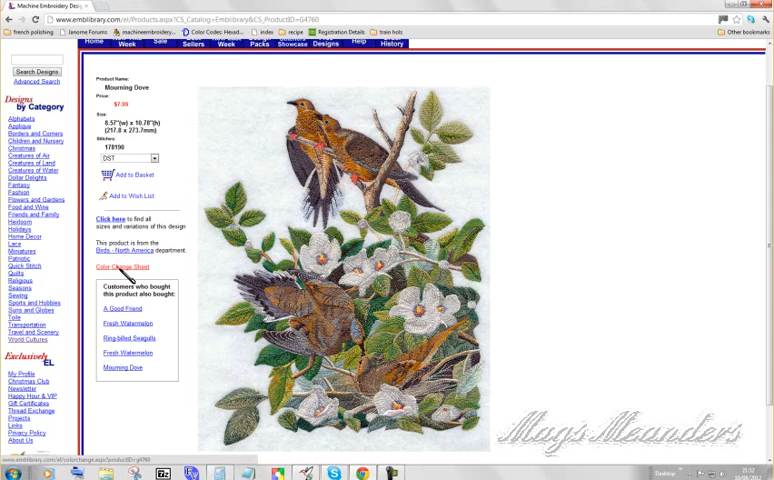 Machine Embroidery Desig
www.emblibrary.com/el/Products.aspx?CS_Catalog=Emblibrary&CS_ProductID=G4760
french polishing
Janome Forums
machineembroidery...
Color Codes: Hexad...
index
recipe
Registration Details
train hols
Other bookmarks
Home
Week
Sale
Sellers
Week
Packs
Showcase
Designs
Help
History
Search Designs
Advanced Search
Designs
by Category
Alphabets
Applique
Borders and Corners
Children and Nursery
Christmas
Creatures of Air
Creatures of Land
Creatures of Water
Dollar Delights
Fantasy
Fashion
Flowers and Gardens
Food and Wine
Friends and Family
Heirloom
Holidays
Home Decor
Lace
Miniatures
Patriotic
Quick Stitch
Quilts
Religious
Seasons
Sewing
Sports and Hobbies
Suns and Globes
Toile
Transportation
Travel and Scenery
World Cultures
Exclusively
EL
My Profile
Christmas Club
Newsletter
Happy Hour & VIP
Gift Certificates
Thread Exchange
Projects
Links
Privacy Policy
About Us
Product Name:
Mourning Dove
Price:
$7.99
Size:
8.57"(w) x 10.78"(h)
(217.8 x 273.7mm)
Stitches:
178190
DST
Add to Basket
Add to Wish List
Click here to find all
sizes and variations of this design
This product is from the
Birds - North America department.
Color Change Sheet
Customers who bought
this product also bought:
A Good Friend
Fresh Watermelon
Ring-billed Seagulls
Fresh Watermelon
Mourning Dove
Mags Meanders
www.emblibrary.com/el/colorchange.aspx?productID=g4760
Desktop
21:52